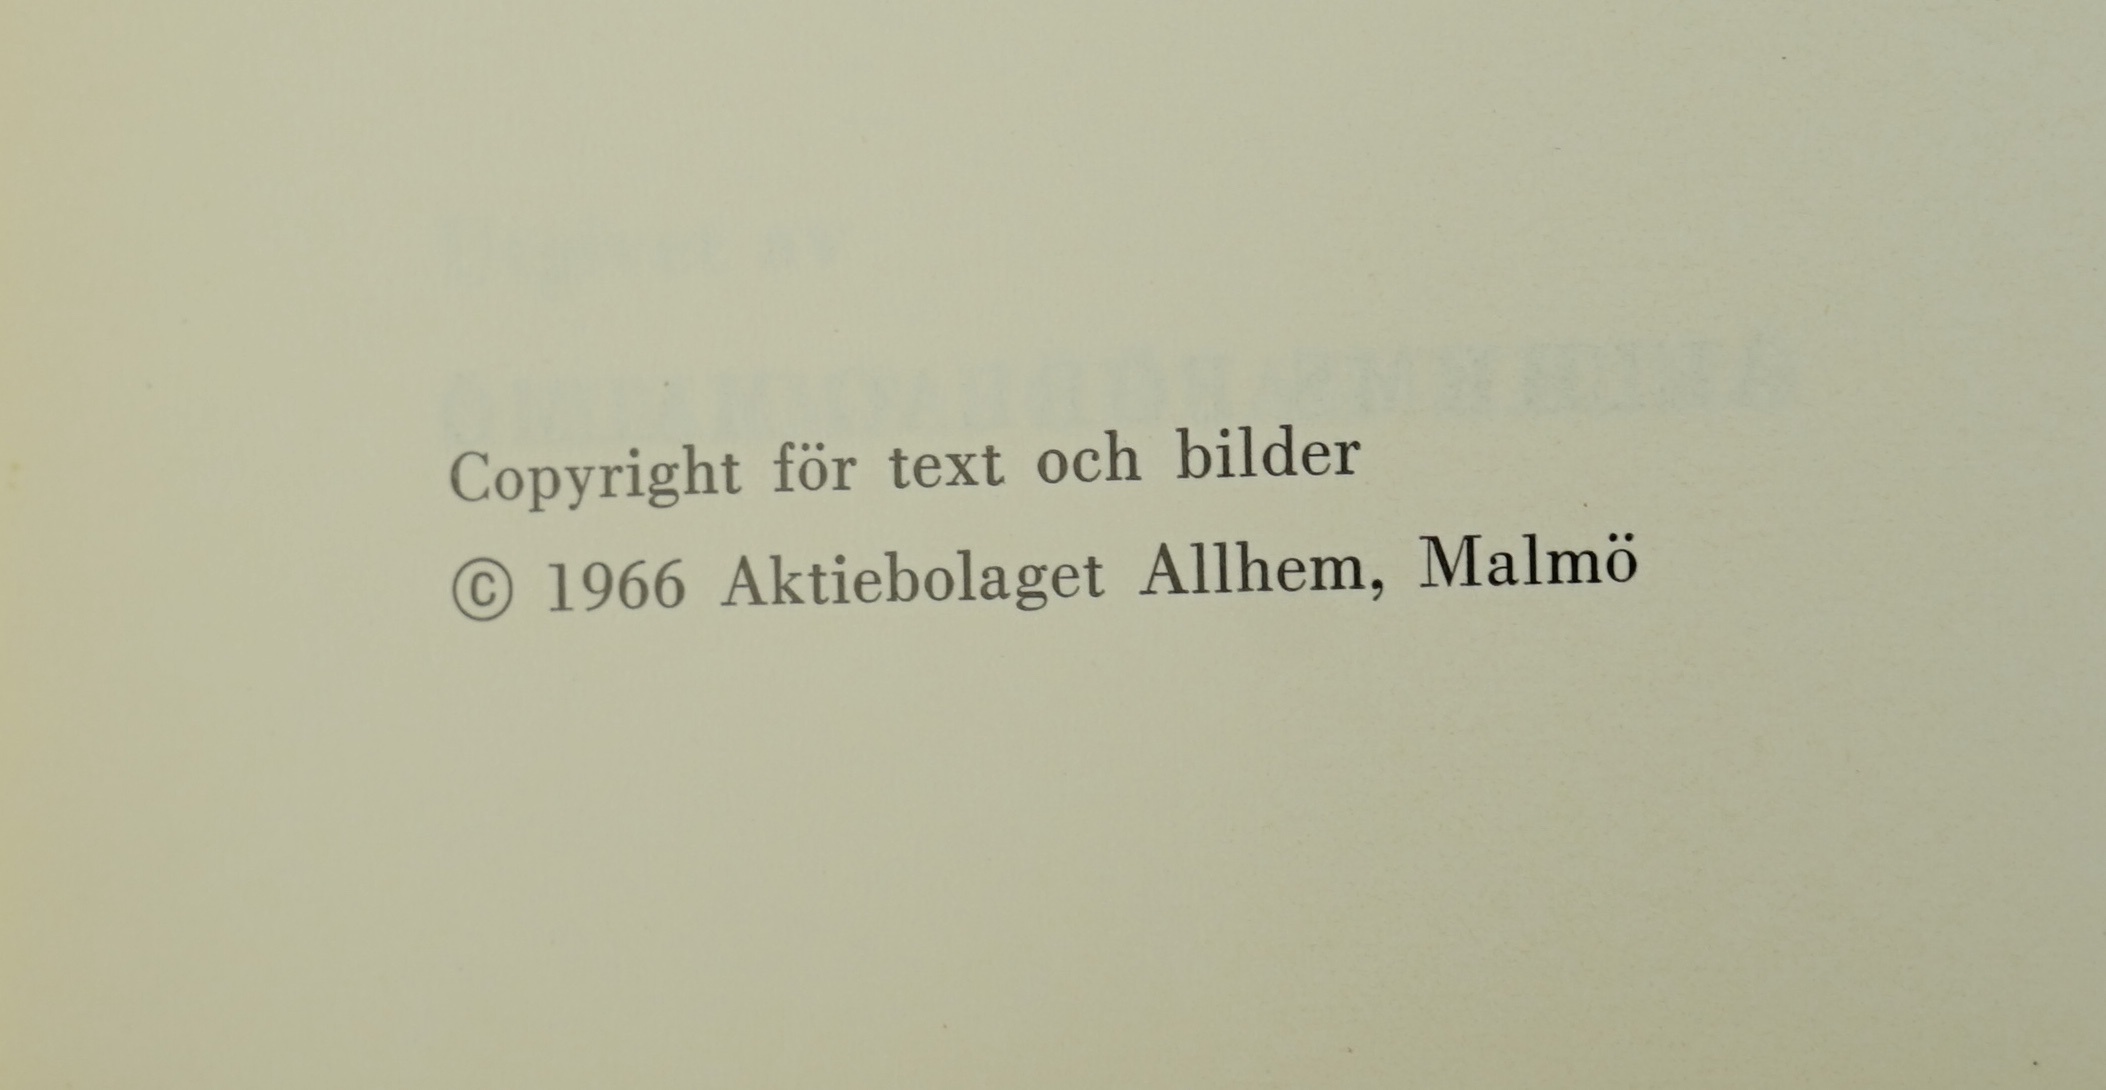 Copyright för text och bilder
© 1966 Aktiebolaget Allhem, Malmö